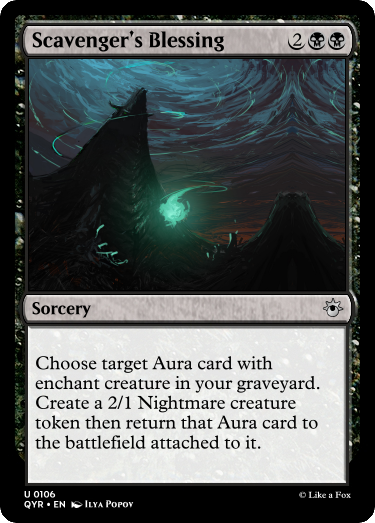 Scavenger's Blessing 2
Sorcery
Choose target Aura card with
enchant creature in your graveyard.
Create a 2/1 Nightmare creature
token then return that Aura card to
the battlefield attached to it.
U 0106
QYR • EN Ilya Popov
© Like a Fox